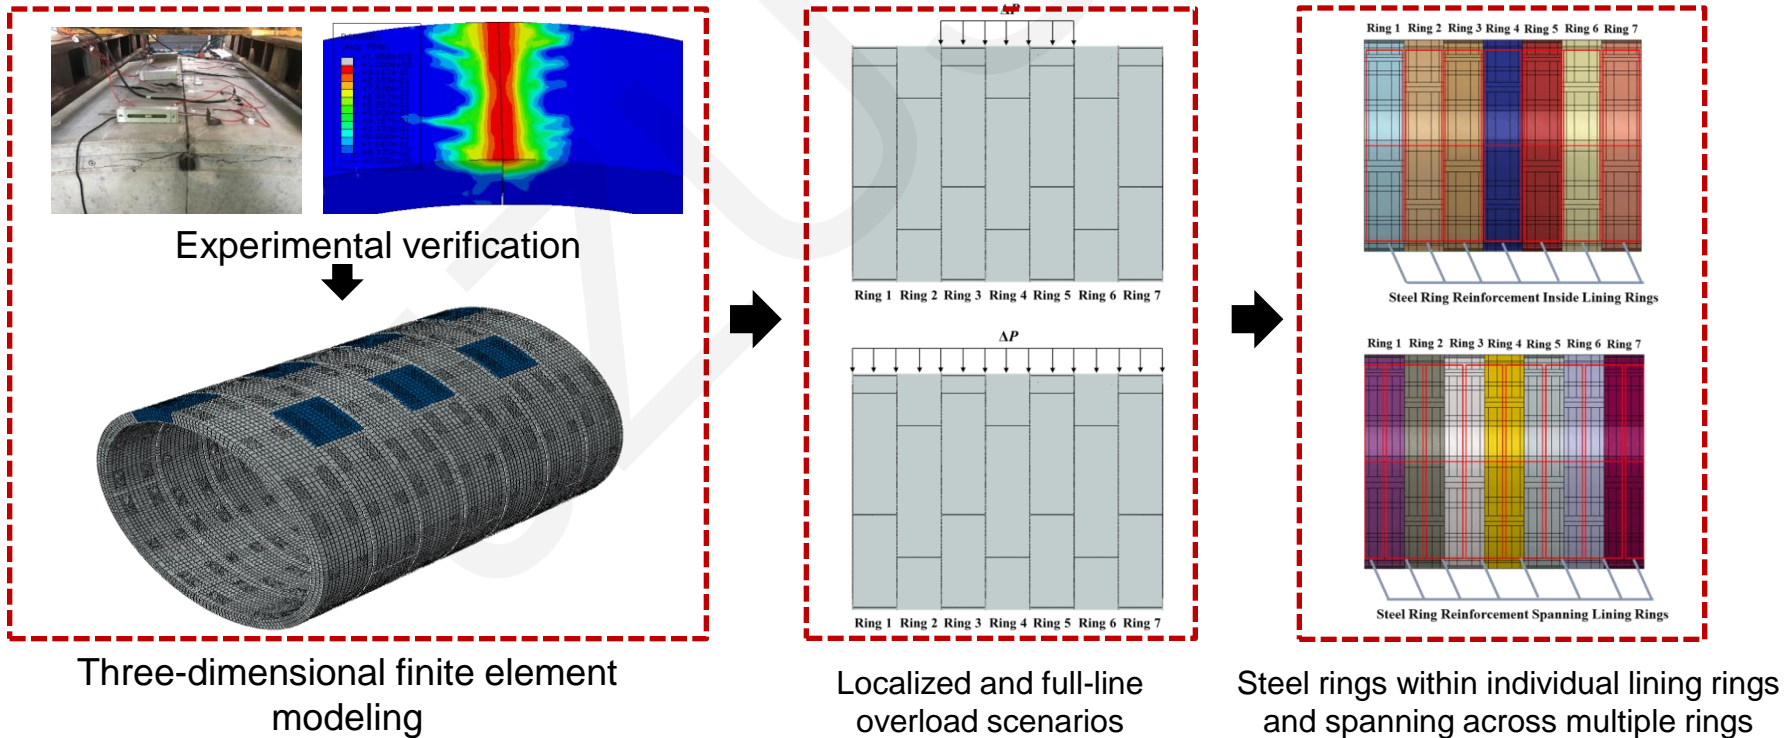 Experimental verification
Three-dimensional finite element
modeling
ΔP
Ring 1 Ring 2 Ring 3 Ring 4 Ring 5 Ring 6 Ring 7
ΔP
Ring 1 Ring 2 Ring 3 Ring 4 Ring 5 Ring 6 Ring 7
Localized and full-line
overload scenarios
Ring 1 Ring 2 Ring 3 Ring 4 Ring 5 Ring 6 Ring 7
Steel Ring Reinforcement Inside Lining Rings
Ring 1 Ring 2 Ring 3 Ring 4 Ring 5 Ring 6 Ring 7
Steel Ring Reinforcement Spanning Lining Rings
Steel rings within individual lining rings
and spanning across multiple rings